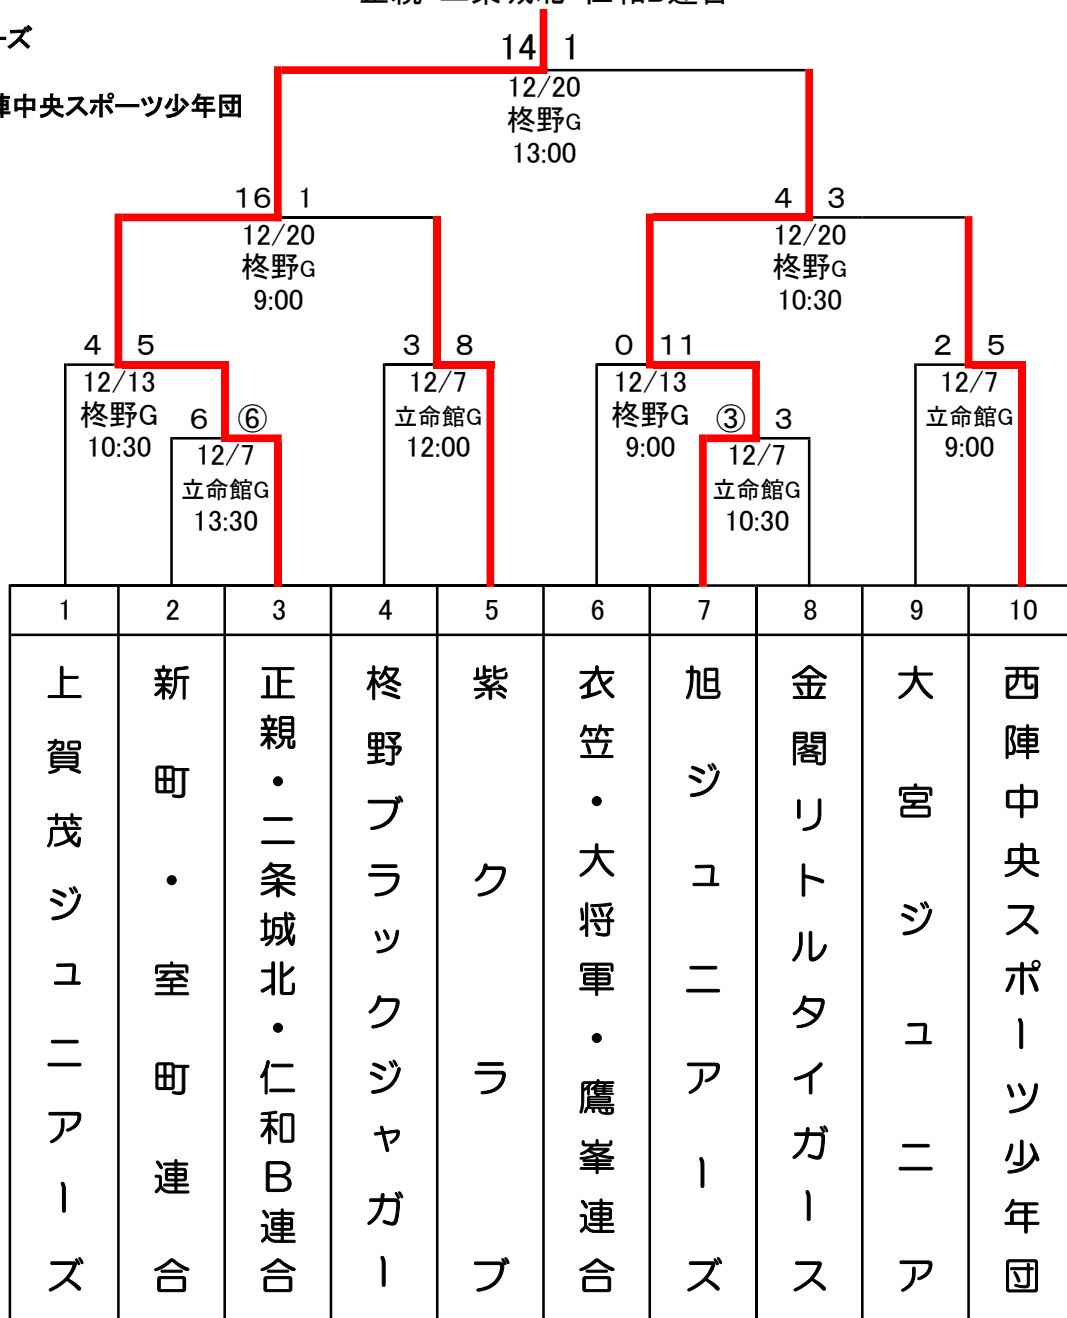 ーズ
陣中央スポーツ少年団
14 1
12/20
柊野G
13:00
16 1
12/20
柊野G
9:00
4 3
12/20
柊野G
10:30
4 5
12/13
柊野G
10:30
3 8
12/7
立命館G
12:00
0 11
12/13
柊野G
9:00
2 5
12/7
立命館G
9:00
6 ⑥
12/7
立命館G
13:30
③ 3
12/7
立命館G
10:30
1 2 3 4 5 6 7 8 9 10
上賀茂ジュニアーズ
新町・室町連合
正親・二条城北・仁和B連合
柊野ブラックジャガー
紫クラブ
衣笠・大将軍・鷹峯連合
旭ジュニアーズ
金閣リトルタイガース
大宮ジュニア
西陣中央スポーツ少年団